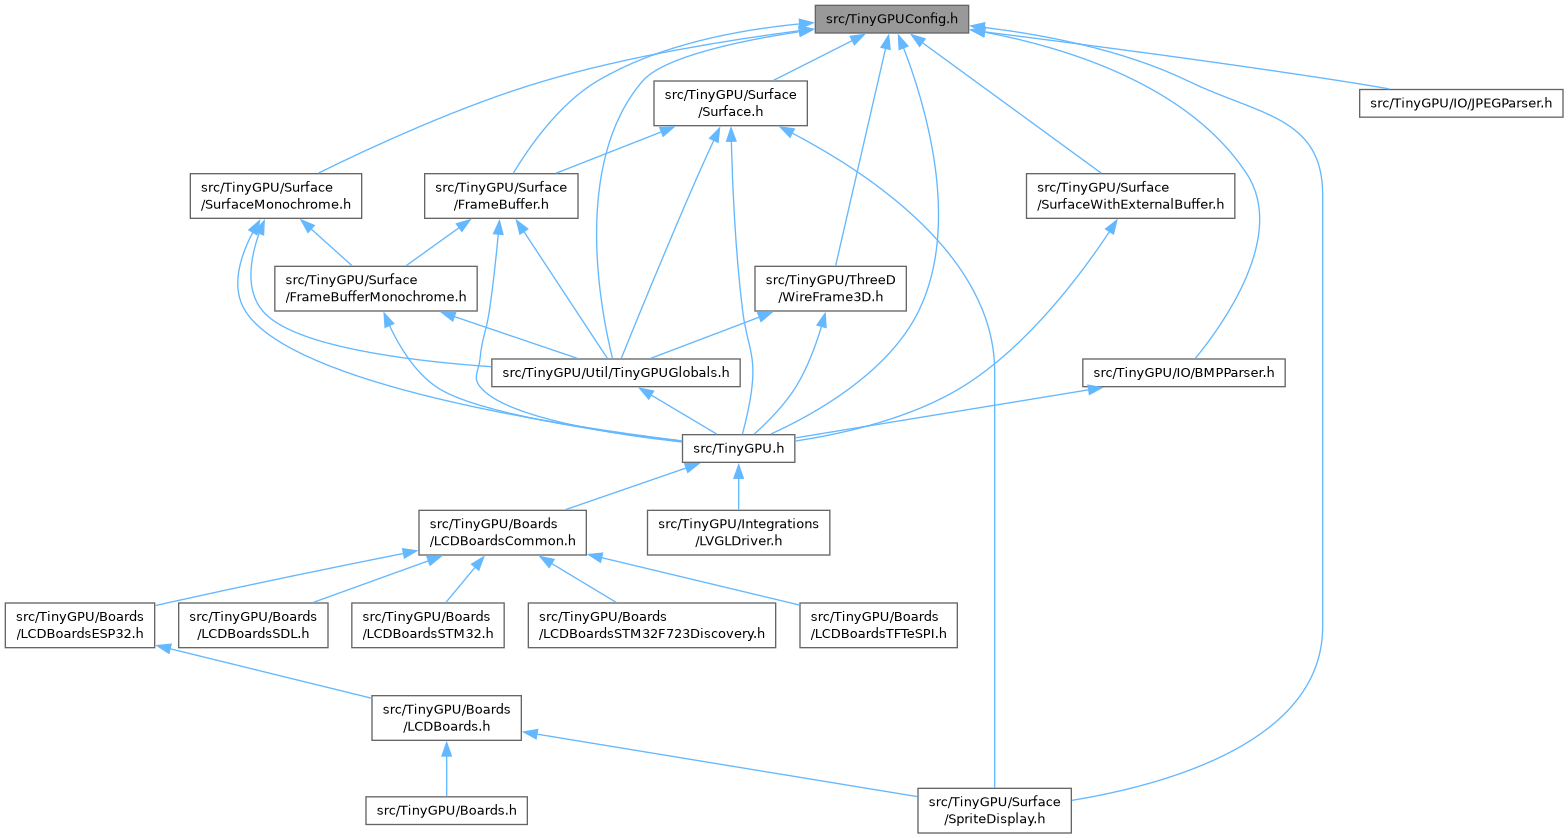 src/TinyGPUConfig.h
src/TinyGPU/Surface
/Surface.h
src/TinyGPU/IO/JPEGParser.h
src/TinyGPU/Surface
/SurfaceMonochrome.h
src/TinyGPU/Surface
/FrameBuffer.h
src/TinyGPU/Surface
/SurfaceWithExternalBuffer.h
src/TinyGPU/Surface
/FrameBufferMonochrome.h
src/TinyGPU/ThreeD
/WireFrame3D.h
src/TinyGPU/Util/TinyGPUGlobals.h
src/TinyGPU/IO/BMPParser.h
src/TinyGPU.h
src/TinyGPU/Boards
/LCDBoardsCommon.h
src/TinyGPU/Integrations
/LVGLDriver.h
src/TinyGPU/Boards
/LCDBoardsESP32.h
src/TinyGPU/Boards
/LCDBoardsSDL.h
src/TinyGPU/Boards
/LCDBoardsSTM32.h
src/TinyGPU/Boards
/LCDBoardsSTM32F723Discovery.h
src/TinyGPU/Boards
/LCDBoardsTFTeSPI.h
src/TinyGPU/Boards
/LCDBoards.h
src/TinyGPU/Boards.h
src/TinyGPU/Surface
/SpriteDisplay.h